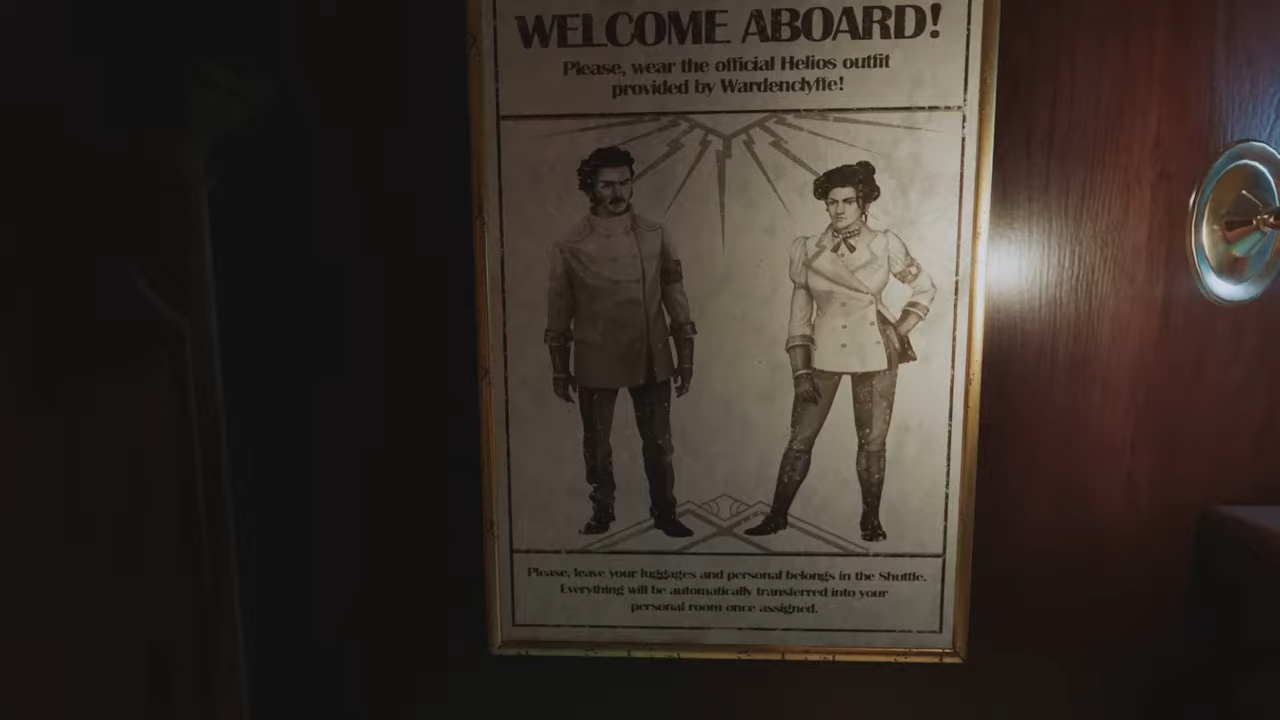 WELCOME ABOARD!
Please, wear the official Helios outfit
provided by Wardenclyffe!
Please, leave your luggages and personal belongs in the Shuttle.
Everything will be automatically transferred into your
personal room once assigned.